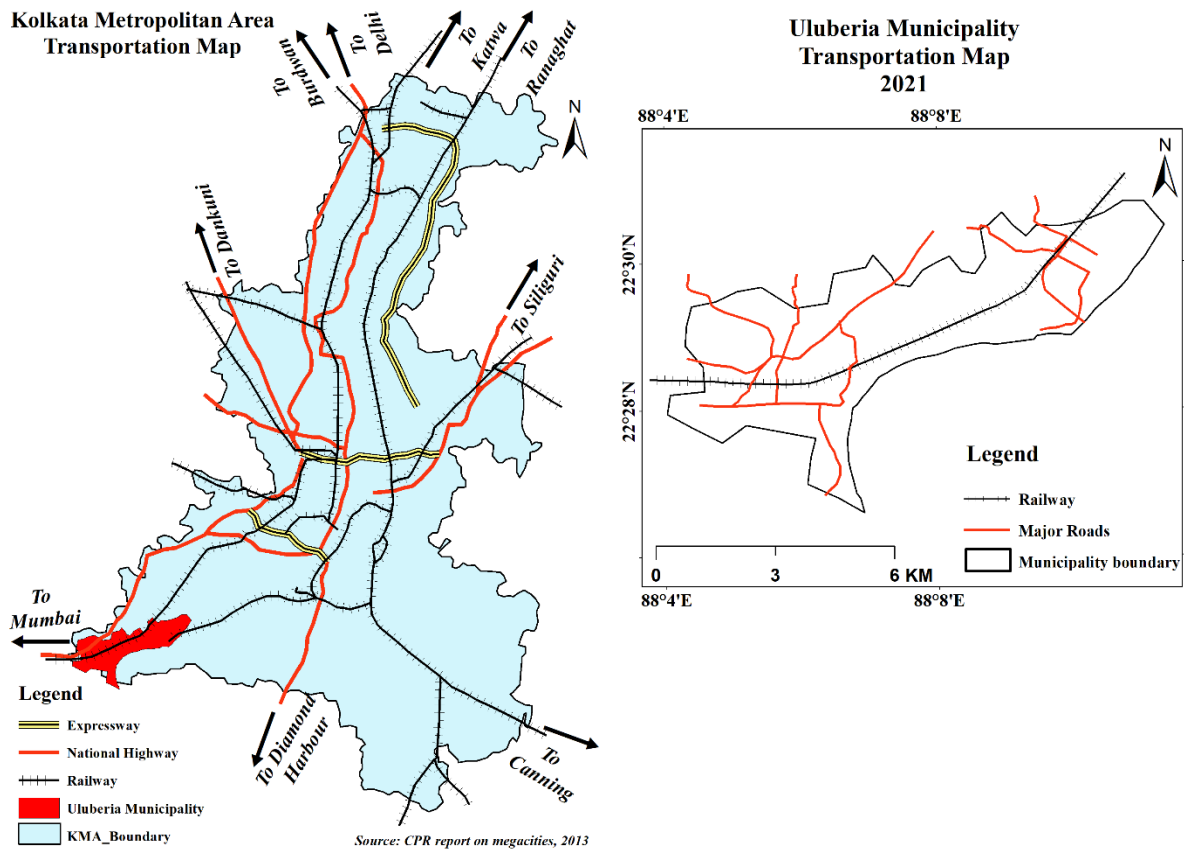 Kolkata Metropolitan Area
Transportation Map
To
Burdwan
To
Delhi
To
Katwa
To
Ranaghat
N
To Dankuni
To Siliguri
To
Mumbai
To Diamond
Harbour
To
Canning
Legend
Expressway
National Highway
Railway
Uluberia Municipality
KMA_Boundary
Source: CPR report on megacities, 2013
Uluberia Municipality
Transportation Map
2021
88°4'E
88°8'E
N
22°30'N
22°28'N
Legend
Railway
Major Roads
Municipality boundary
0 3 6 KM
88°4'E
88°8'E